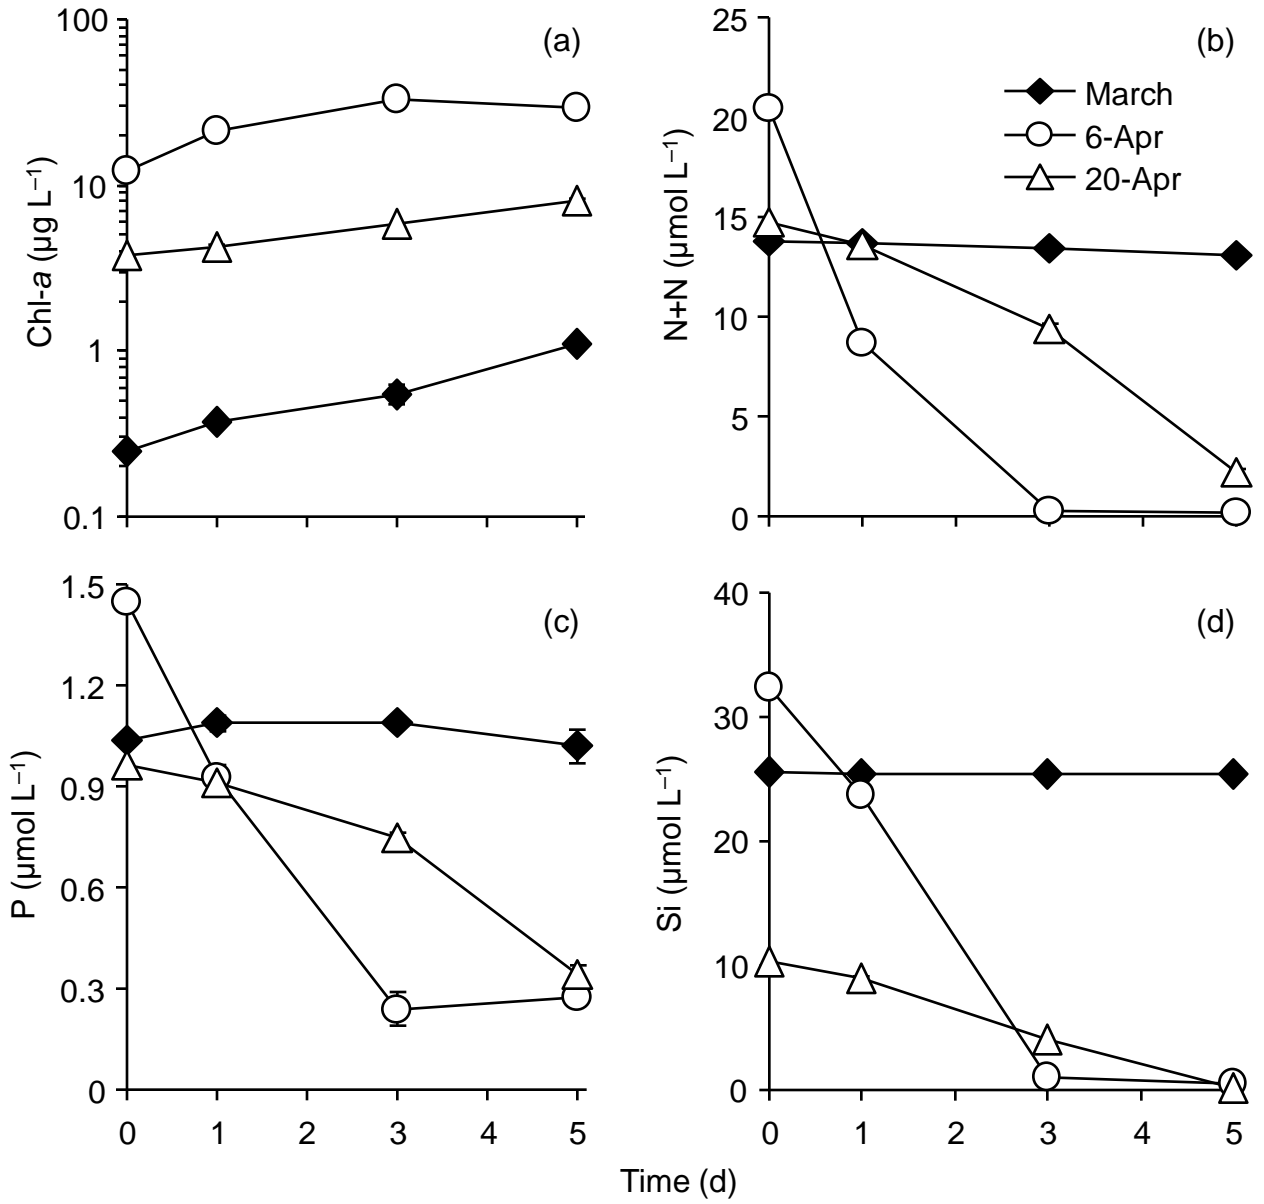 (a)
100
10
1
0.1
Chl-a (µg L⁻¹)
(b)
25
20
15
10
5
0
N+N (µmol L⁻¹)
March
6-Apr
20-Apr
(c)
1.5
1.2
0.9
0.6
0.3
0
P (µmol L⁻¹)
0 1 2 3 4 5
(d)
40
30
20
10
0
Si (µmol L⁻¹)
0 1 2 3 4 5
Time (d)